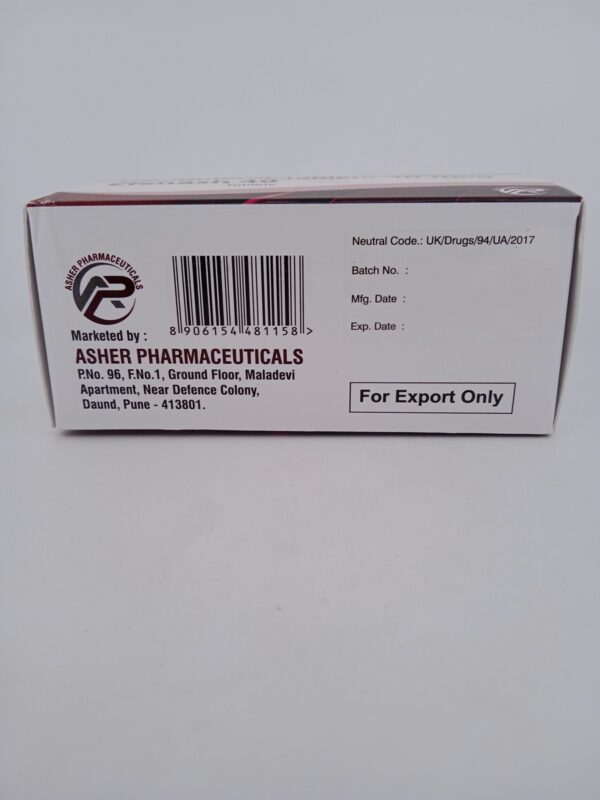 Tablets
ASHER PHARMACEUTICALS
8 906154 481158 >
Marketed by :
ASHER PHARMACEUTICALS
P.No. 96, F.No.1, Ground Floor, Maladevi
Apartment, Near Defence Colony,
Daund, Pune - 413801.
Neutral Code.: UK/Drugs/94/UA/2017
Batch No. :
Mfg. Date :
Exp. Date :
For Export Only